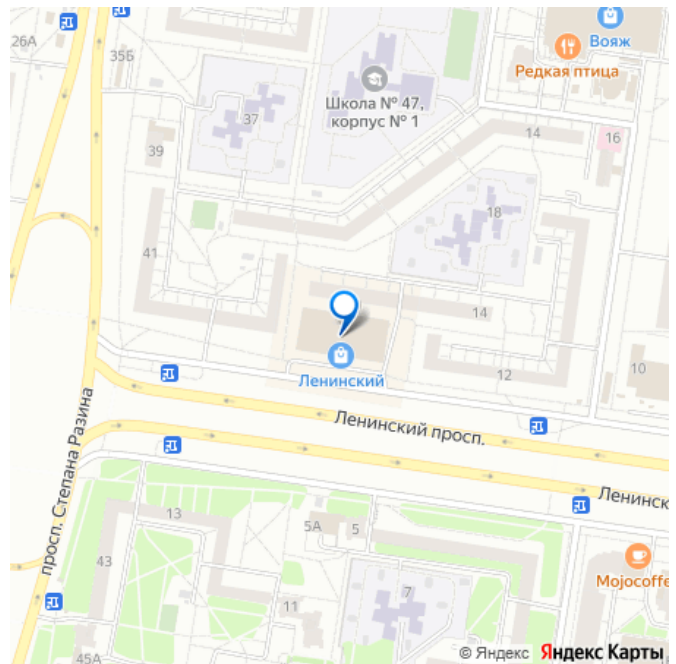 26А
35Б
Вояж
Редкая птица
Школа № 47,
корпус № 1
37
14
16
39
18
41
14
Ленинский
12
10
просп. Степана Разина
Ленинский просп.
Ленинск
13
5А
5
43
Mojocoffe
7
11
45А
© Яндекс Яндекс Карты